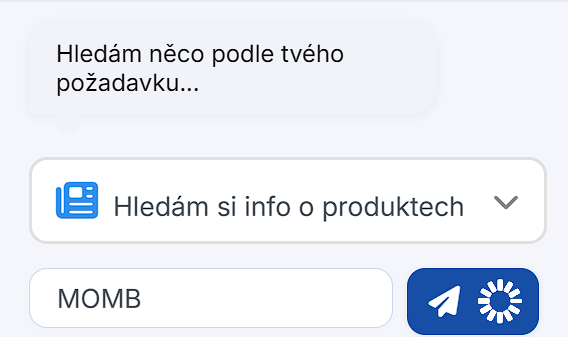 Hledám něco podle tvého
požadavku...
Hledám si info o produktech
MOMB